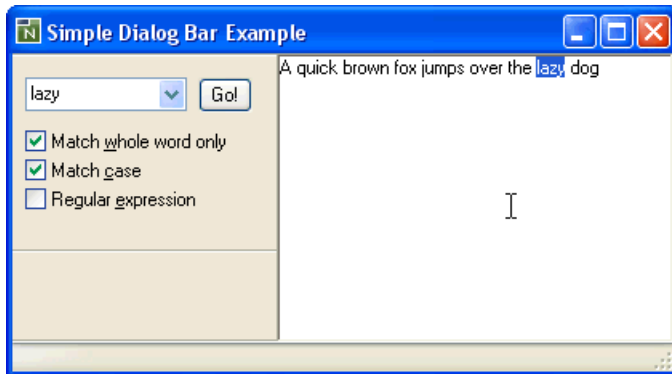 Simple Dialog Bar Example
lazy
Go!
Match whole word only
Match case
Regular expression
A quick brown fox jumps over the lazy dog